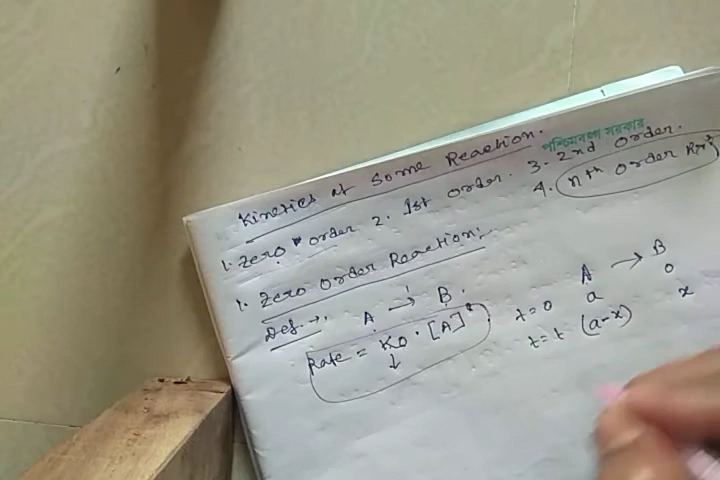 Kinetics of Some Reaction.
পশ্চিমবঙ্গ সরকার
1. Zero order 2. 1st order. 3. 2nd order.
4. nth order Rxn
1. Zero order Reaction:
Def →. A → B.
Rate = K0 . [A]⁰
↓
A → B
t=0 a 0
t=t (a-x) x